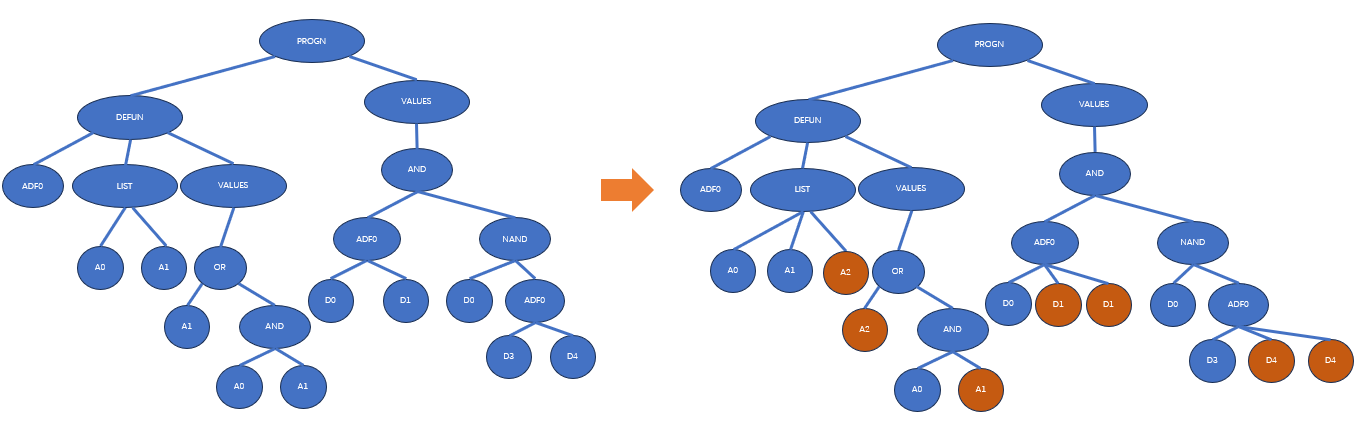 PROGN
DEFUN
VALUES
ADF0
LIST
VALUES
AND
A0
A1
OR
ADF0
NAND
A1
AND
D0
D1
D0
ADF0
A0
A1
D3
D4
PROGN
DEFUN
VALUES
ADF0
LIST
VALUES
AND
A0
A1
A2
OR
ADF0
NAND
A2
AND
D0
D1
D1
D0
ADF0
A0
A1
D3
D4
D4